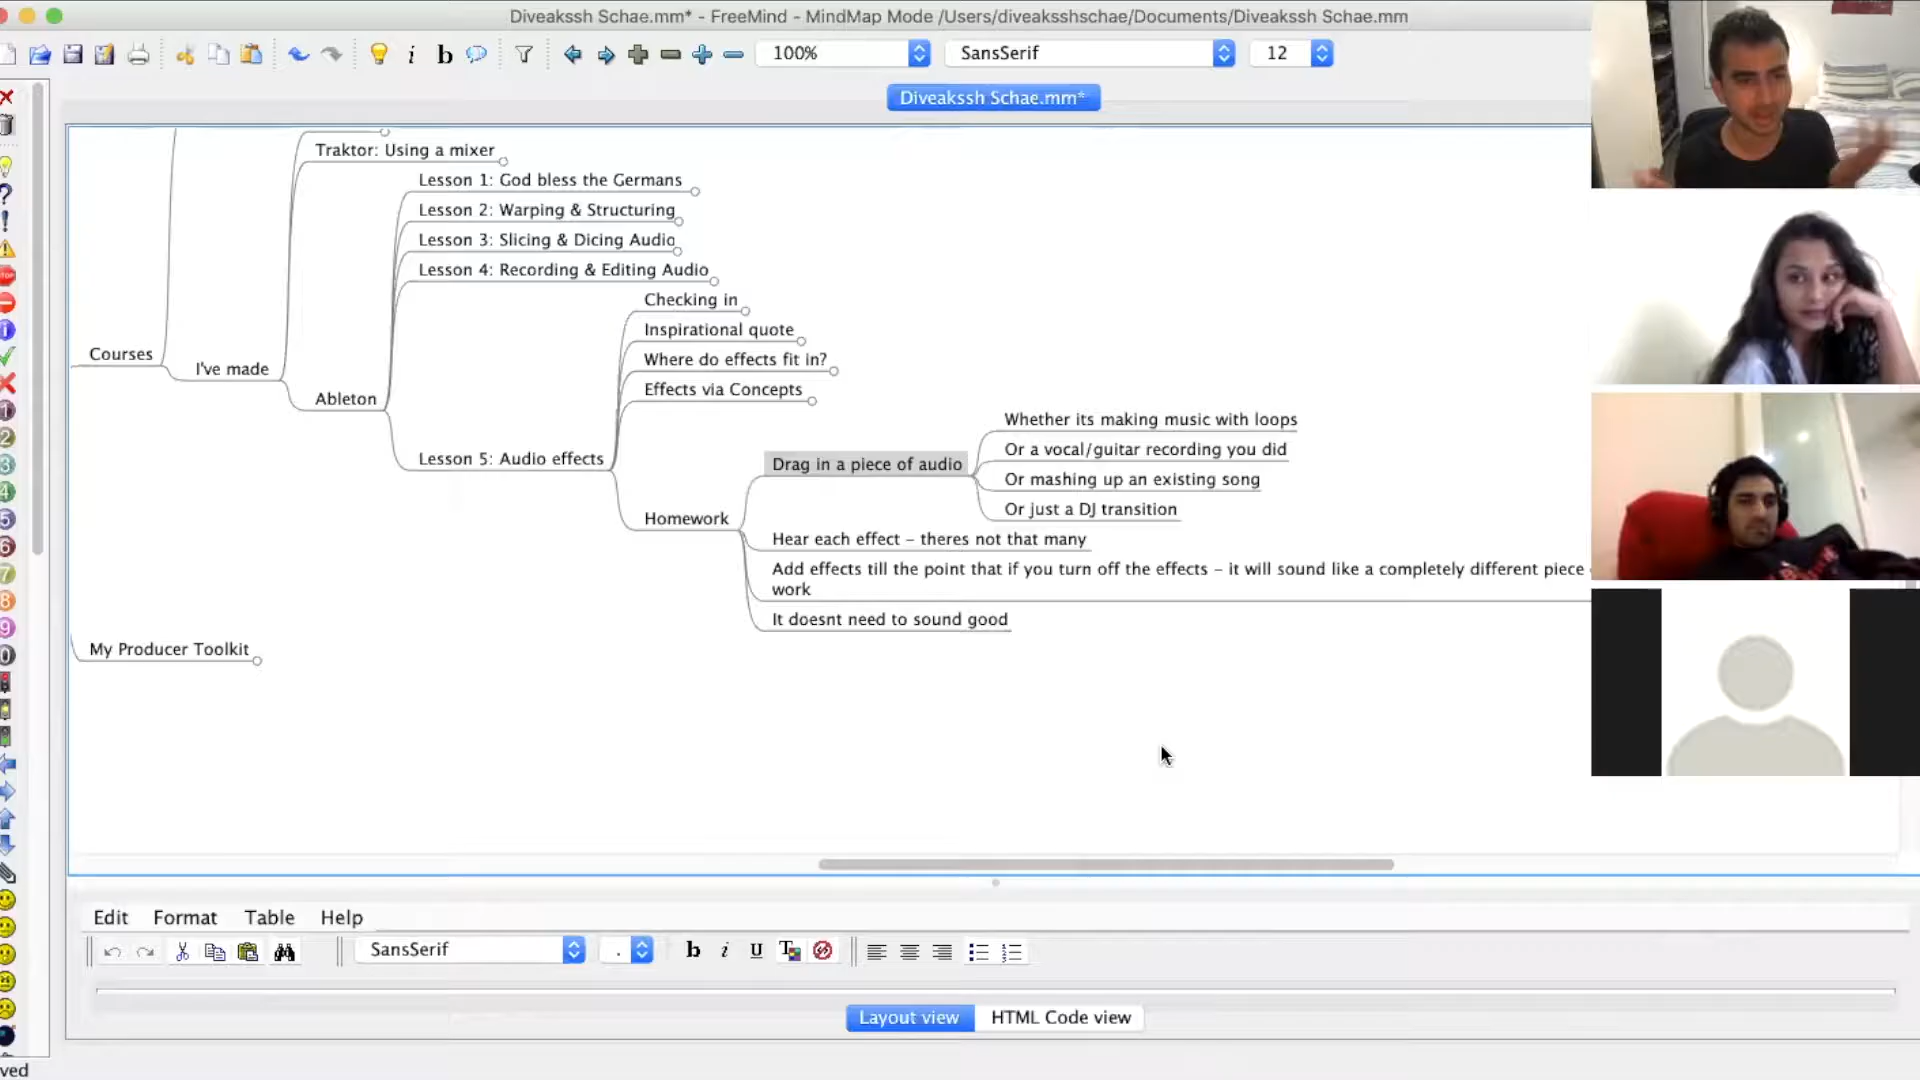 Diveakssh Schae.mm* - FreeMind - MindMap Mode /Users/diveaksshschae/Documents/Diveakssh Schae.mm
i b 100% SansSerif 12
Diveakssh Schae.mm*
Traktor: Using a mixer
Lesson 1: God bless the Germans
Lesson 2: Warping & Structuring
Lesson 3: Slicing & Dicing Audio
Lesson 4: Recording & Editing Audio
Checking in
Inspirational quote
Where do effects fit in?
Effects via Concepts
Courses
I've made
Ableton
Lesson 5: Audio effects
Whether its making music with loops
Or a vocal/guitar recording you did
Drag in a piece of audio
Or mashing up an existing song
Or just a DJ transition
Homework
Hear each effect – theres not that many
Add effects till the point that if you turn off the effects – it will sound like a completely different piece
work
It doesnt need to sound good
My Producer Toolkit
Edit Format Table Help
SansSerif . b i U T
Layout view HTML Code view
ved